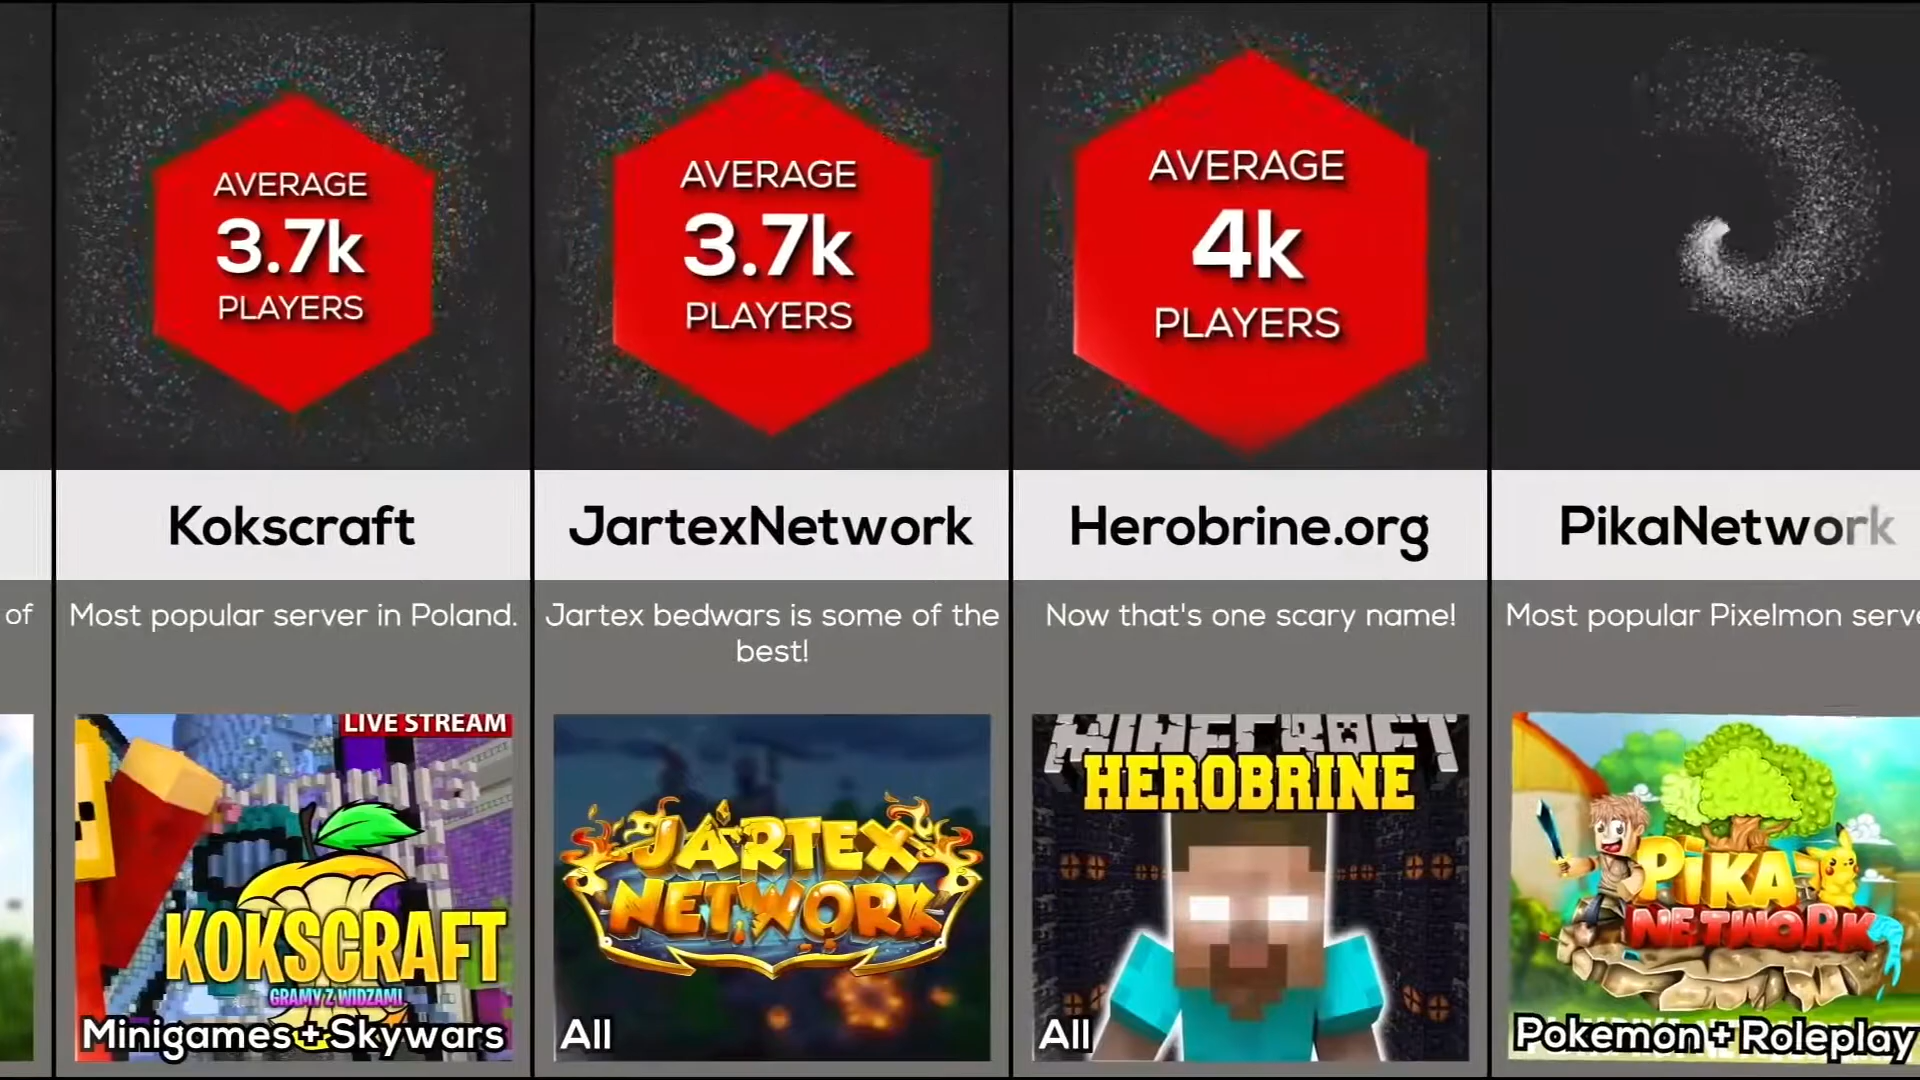 of
AVERAGE
3.7k
PLAYERS
Kokscraft
Most popular server in Poland.
LIVE STREAM
KOKSCRAFT
GRAMY Z WIDZAMI
Minigames + Skywars
AVERAGE
3.7k
PLAYERS
JartexNetwork
Jartex bedwars is some of the
best!
JARTEX
NETWORK
All
AVERAGE
4k
PLAYERS
Herobrine.org
Now that's one scary name!
MINECRAFT
HEROBRINE
All
PikaNetwork
Most popular Pixelmon serve
PIKA
NETWORK
Pokemon + Roleplay